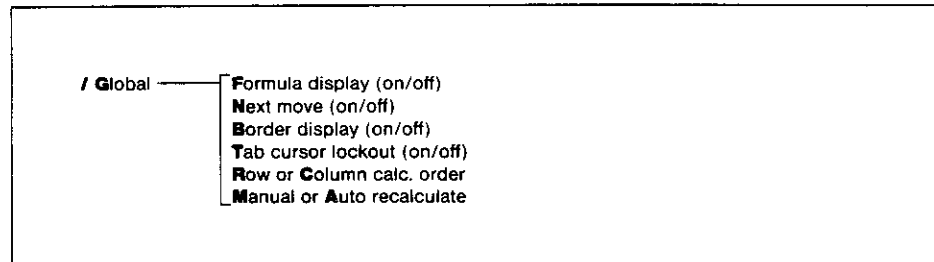 / Global
Formula display (on/off)
Next move (on/off)
Border display (on/off)
Tab cursor lockout (on/off)
Row or Column calc. order
Manual or Auto recalculate